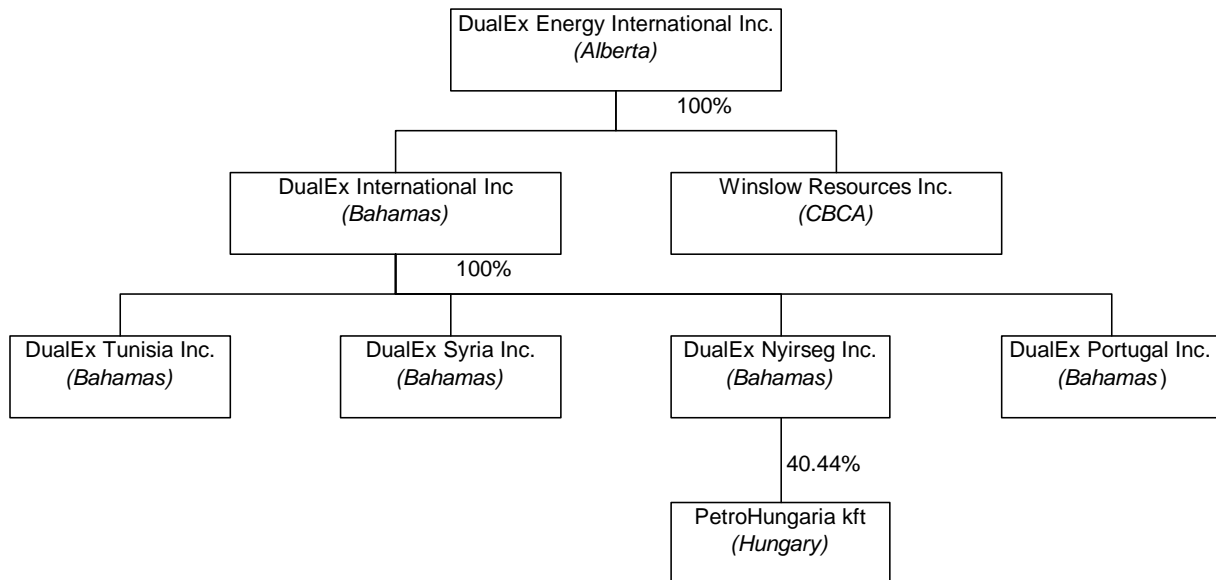 DualEx Energy International Inc.
(Alberta)
100%
DualEx International Inc
(Bahamas)
Winslow Resources Inc.
(CBCA)
100%
DualEx Tunisia Inc.
(Bahamas)
DualEx Syria Inc.
(Bahamas)
DualEx Nyirseg Inc.
(Bahamas)
DualEx Portugal Inc.
(Bahamas)
40.44%
PetroHungaria kft
(Hungary)